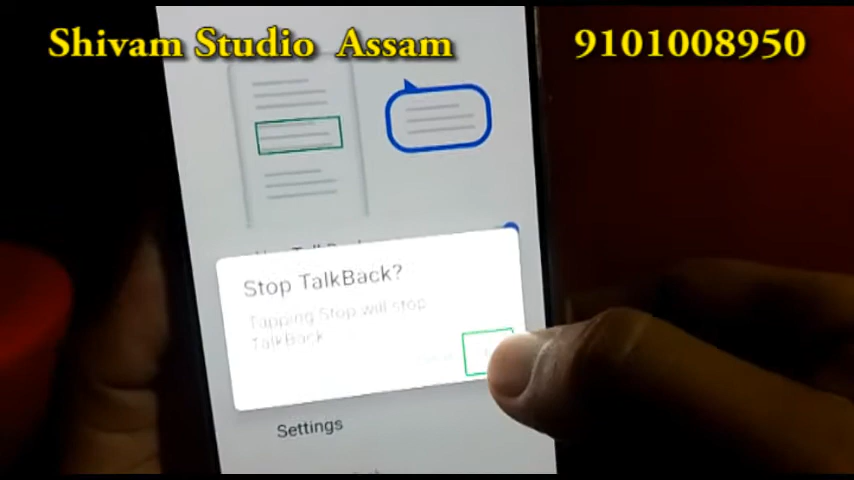 Shivam Studio Assam 9101008950
Stop TalkBack?
Tapping Stop will stop
TalkBack
Settings